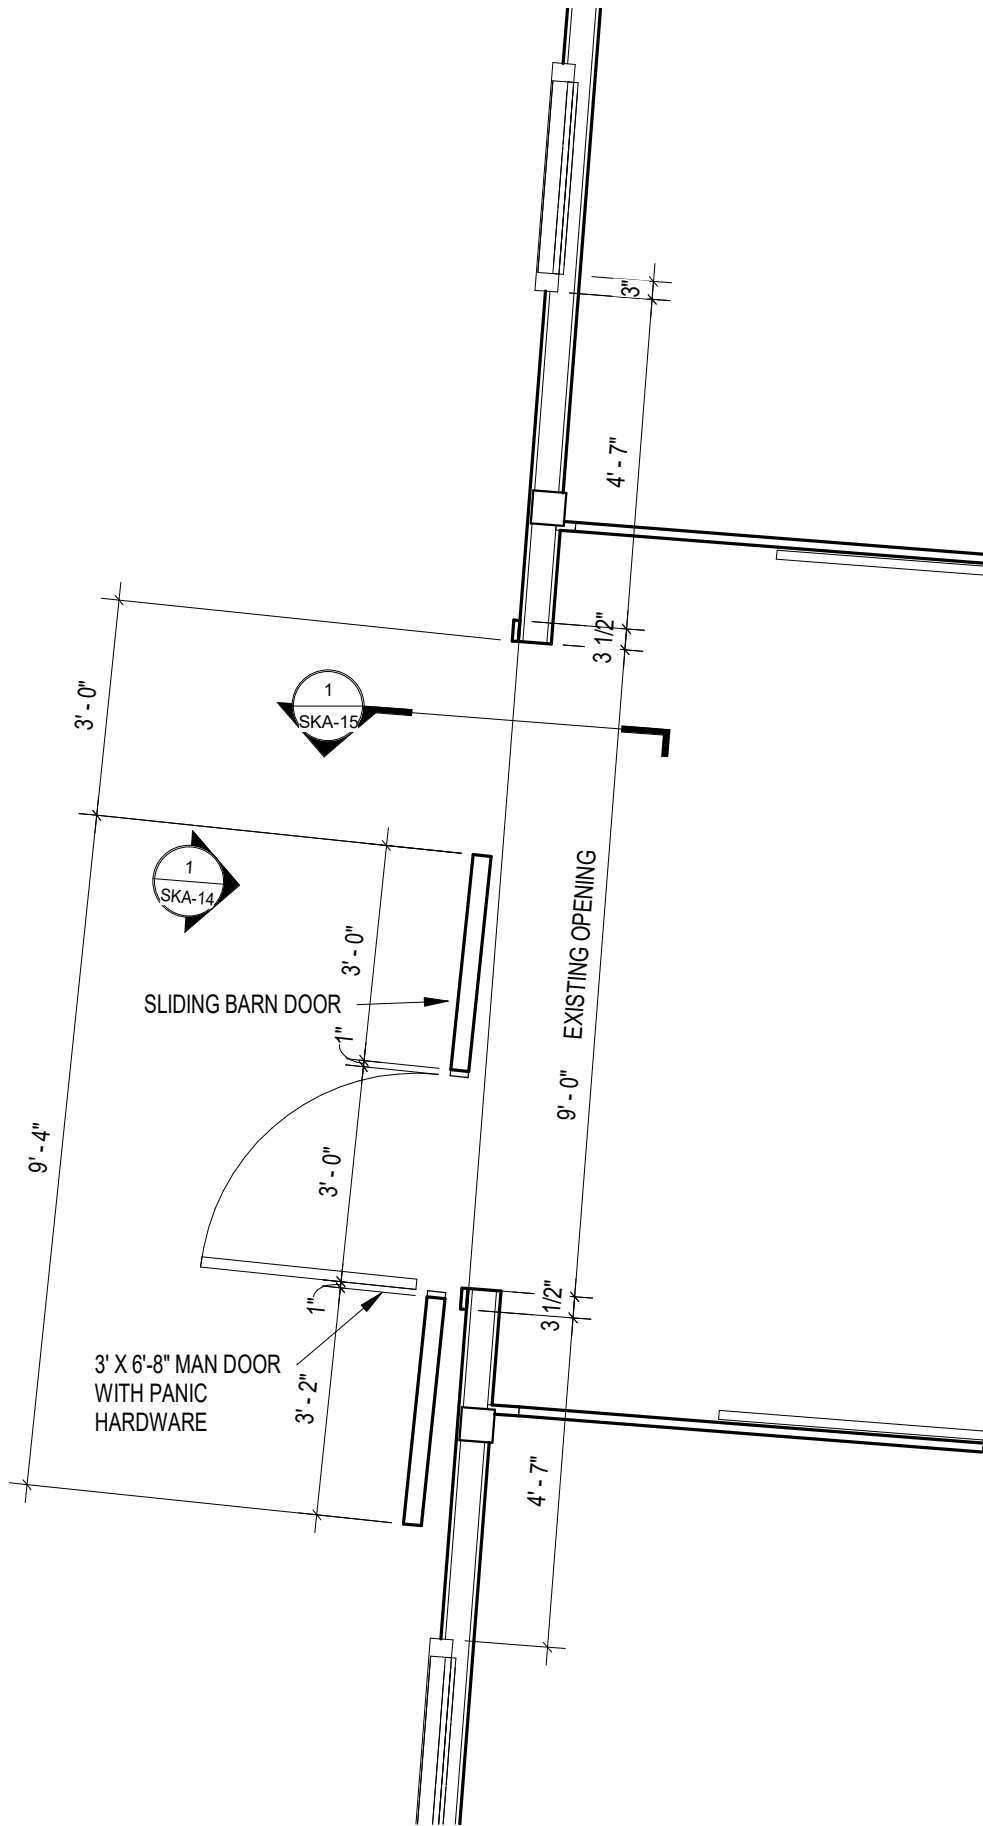 3"
4' - 7"
3 1/2"
3' - 0"
1
SKA-15
1
SKA-14
3' - 0"
EXISTING OPENING
SLIDING BARN DOOR
1"
9' - 0"
9' - 4"
3' - 0"
1"
3 1/2"
3' X 6'-8" MAN DOOR
WITH PANIC
HARDWARE
3' - 2"
4' - 7"